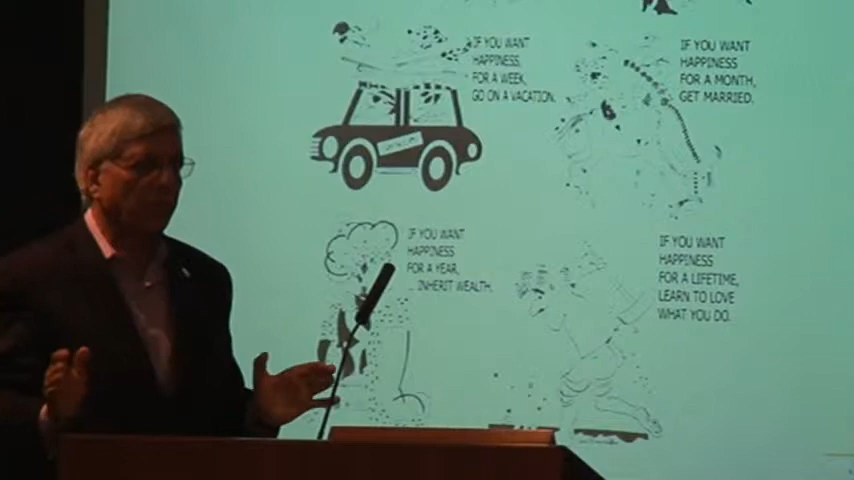 IF YOU WANT
HAPPINESS,
FOR A WEEK,
GO ON A VACATION.
IF YOU WANT
HAPPINESS
FOR A MONTH,
GET MARRIED.
IF YOU WANT
HAPPINESS
FOR A YEAR,
... INHERIT WEALTH.
IF YOU WANT
HAPPINESS
FOR A LIFETIME,
LEARN TO LOVE
WHAT YOU DO.